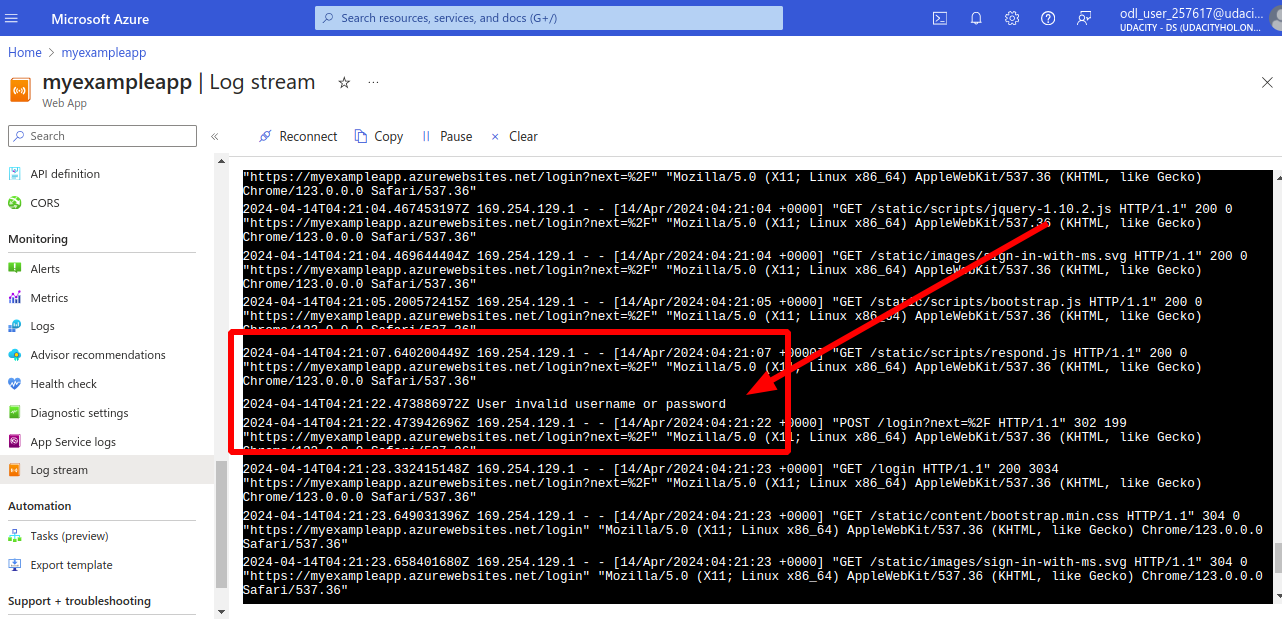 Microsoft Azure
Search resources, services, and docs (G+/)
odl_user_257617@udaci...
UDACITY - DS (UDACITYHOL.ON...
Home > myexampleapp
myexampleapp | Log stream
Web App
Search
Reconnect
Copy
Pause
Clear
API definition
CORS
Monitoring
Alerts
Metrics
Logs
Advisor recommendations
Health check
Diagnostic settings
App Service logs
Log stream
Automation
Tasks (preview)
Export template
Support + troubleshooting
"https://myexampleapp.azurewebsites.net/login?next=%2F" "Mozilla/5.0 (X11; Linux x86_64) AppleWebKit/537.36 (KHTML, like Gecko)
Chrome/123.0.0.0 Safari/537.36"
2024-04-14T04:21:04.467453197Z 169.254.129.1 - - [14/Apr/2024:04:21:04 +0000] "GET /static/scripts/jquery-1.10.2.js HTTP/1.1" 200 0
"https://myexampleapp.azurewebsites.net/login?next=%2F" "Mozilla/5.0 (X11; Linux x86_64) AppleWebKit/537.36 (KHTML, like Gecko)
Chrome/123.0.0.0 Safari/537.36"
2024-04-14T04:21:04.469644404Z 169.254.129.1 - - [14/Apr/2024:04:21:04 +0000] "GET /static/images/sign-in-with-ms.svg HTTP/1.1" 200 0
"https://myexampleapp.azurewebsites.net/login?next=%2F" "Mozilla/5.0 (X11; Linux x86_64) AppleWebKit/537.36 (KHTML, like Gecko)
Chrome/123.0.0.0 Safari/537.36"
2024-04-14T04:21:05.200572415Z 169.254.129.1 - - [14/Apr/2024:04:21:05 +0000] "GET /static/scripts/bootstrap.js HTTP/1.1" 200 0
"https://myexampleapp.azurewebsites.net/login?next=%2F" "Mozilla/5.0 (X11; Linux x86_64) AppleWebKit/537.36 (KHTML, like Gecko)
Chrome/123.0.0.0 Safari/537.36"
2024-04-14T04:21:07.640200449Z 169.254.129.1 - - [14/Apr/2024:04:21:07 +0000] "GET /static/scripts/respond.js HTTP/1.1" 200 0
"https://myexampleapp.azurewebsites.net/login?next=%2F" "Mozilla/5.0 (X11; Linux x86_64) AppleWebKit/537.36 (KHTML, like Gecko)
Chrome/123.0.0.0 Safari/537.36"
2024-04-14T04:21:22.473886972Z User invalid username or password
2024-04-14T04:21:22.473942696Z 169.254.129.1 - - [14/Apr/2024:04:21:22 +0000] "POST /login?next=%2F HTTP/1.1" 302 199
"https://myexampleapp.azurewebsites.net/login?next=%2F" "Mozilla/5.0 (X11; Linux x86_64) AppleWebKit/537.36 (KHTML, like Gecko)
2024-04-14T04:21:23.332415148Z 169.254.129.1 - - [14/Apr/2024:04:21:23 +0000] "GET /login HTTP/1.1" 200 3034
"https://myexampleapp.azurewebsites.net/login?next=%2F" "Mozilla/5.0 (X11; Linux x86_64) AppleWebKit/537.36 (KHTML, like Gecko)
Chrome/123.0.0.0 Safari/537.36"
2024-04-14T04:21:23.649031396Z 169.254.129.1 - - [14/Apr/2024:04:21:23 +0000] "GET /static/content/bootstrap.min.css HTTP/1.1" 304 0
"https://myexampleapp.azurewebsites.net/login" "Mozilla/5.0 (X11; Linux x86_64) AppleWebKit/537.36 (KHTML, like Gecko) Chrome/123.0.0.0
Safari/537.36"
2024-04-14T04:21:23.658401680Z 169.254.129.1 - - [14/Apr/2024:04:21:23 +0000] "GET /static/images/sign-in-with-ms.svg HTTP/1.1" 304 0
"https://myexampleapp.azurewebsites.net/login" "Mozilla/5.0 (X11; Linux x86_64) AppleWebKit/537.36 (KHTML, like Gecko) Chrome/123.0.0.0
Safari/537.36"